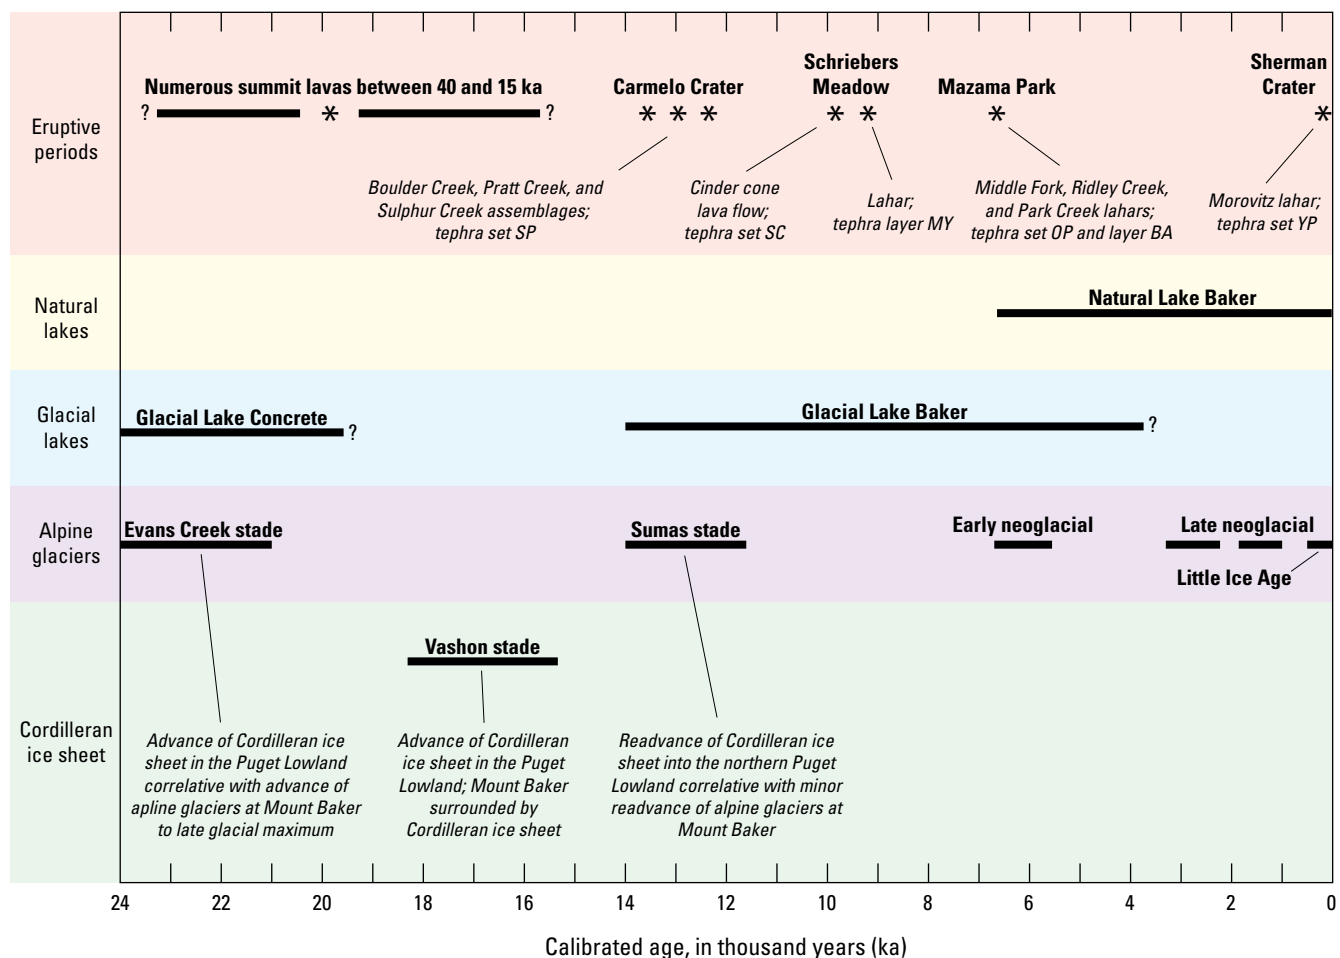 Eruptive
periods
Numerous summit lavas between 40 and 15 ka
?
?
Carmelo Crater
Schriebers
Meadow
Mazama Park
Sherman
Crater
* * * * * * * *
Boulder Creek, Pratt Creek, and
Sulphur Creek assemblages;
tephra set SP
Cinder cone
lava flow;
tephra set SC
Lahar;
tephra layer MY
Middle Fork, Ridley Creek,
and Park Creek lahars;
tephra set OP and layer BA
Morovitz lahar;
tephra set YP
Natural
lakes
Natural Lake Baker
Glacial
lakes
Glacial Lake Concrete
?
Glacial Lake Baker
?
Alpine
glaciers
Evans Creek stade
Sumas stade
Early neoglacial
Late neoglacial
Little Ice Age
Cordilleran
ice sheet
Vashon stade
Advance of Cordilleran ice
sheet in the Puget Lowland
correlative with advance of
apline glaciers at Mount Baker
to late glacial maximum
Advance of Cordilleran
ice sheet in the Puget
Lowland; Mount Baker
surrounded by
Cordilleran ice sheet
Readvance of Cordilleran ice
sheet into the northern Puget
Lowland correlative with minor
readvance of alpine glaciers at
Mount Baker
24 22 20 18 16 14 12 10 8 6 4 2 0
Calibrated age, in thousand years (ka)